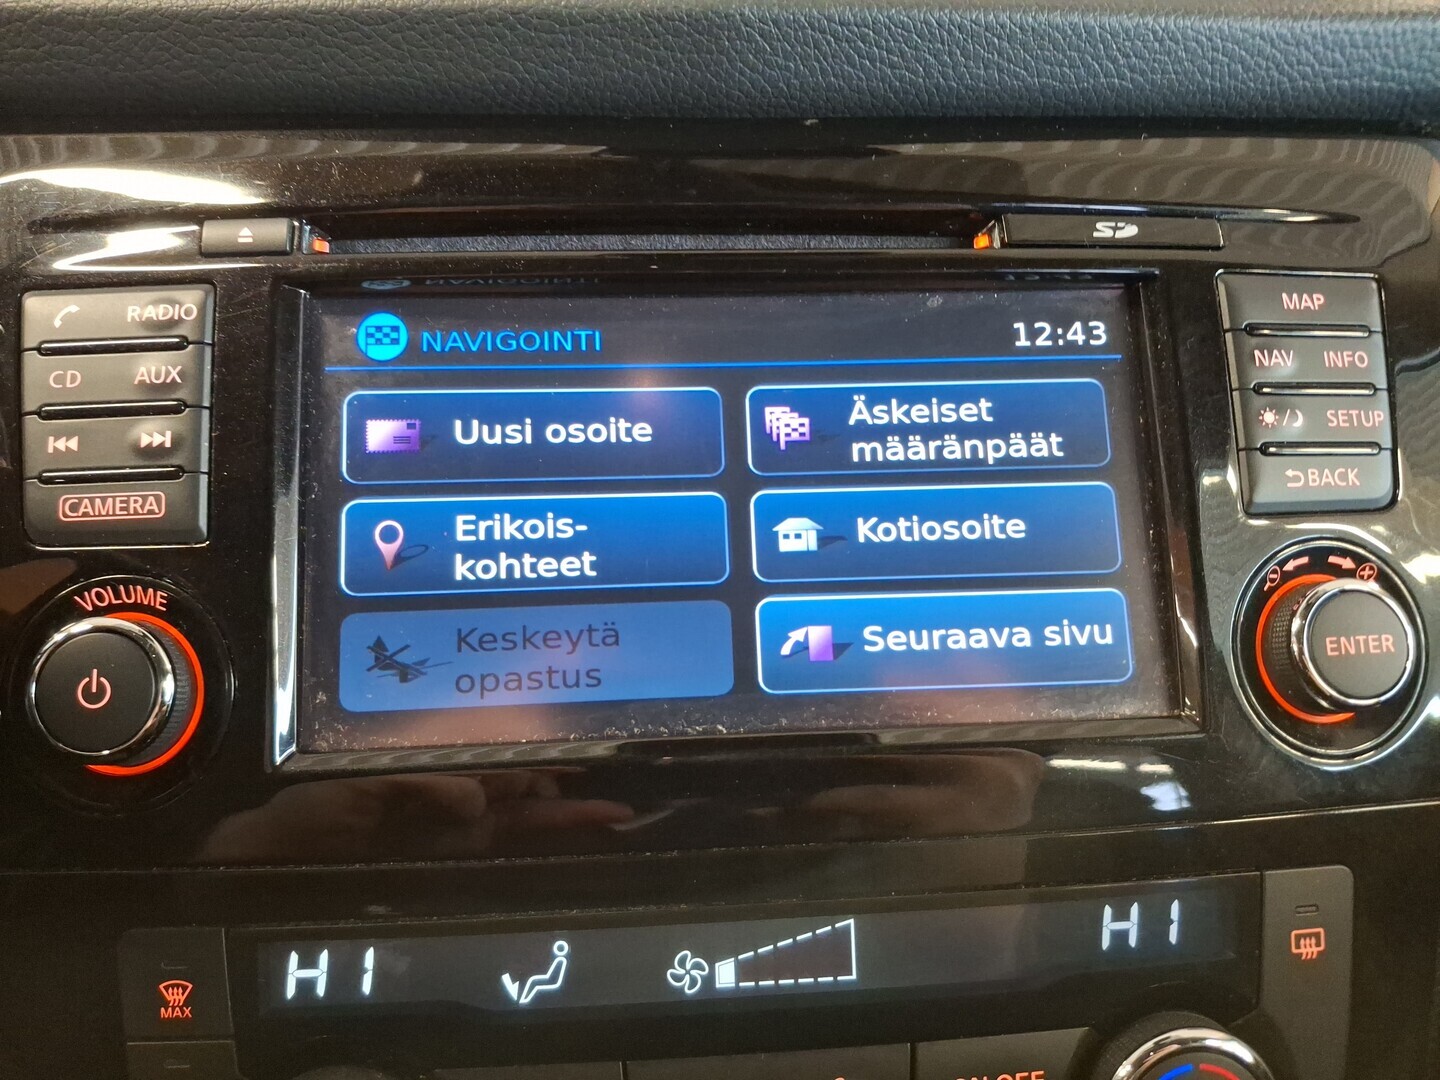 SD
RADIO
CD AUX
CAMERA
VOLUME
NAVIGOINTI
12:43
Uusi osoite
Äskeiset
määränpäät
Erikois-
kohteet
Kotiosoite
Keskeytä
opastus
Seuraava sivu
MAP
NAV INFO
SETUP
BACK
ENTER
HI
HI
MAX